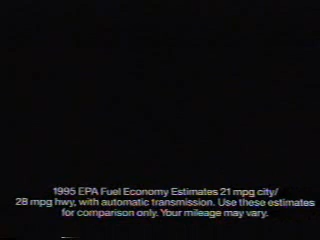 1995 EPA Fuel Economy Estimates 21 mpg city/
28 mpg hwy, with automatic transmission. Use these estimates
for comparison only. Your mileage may vary.